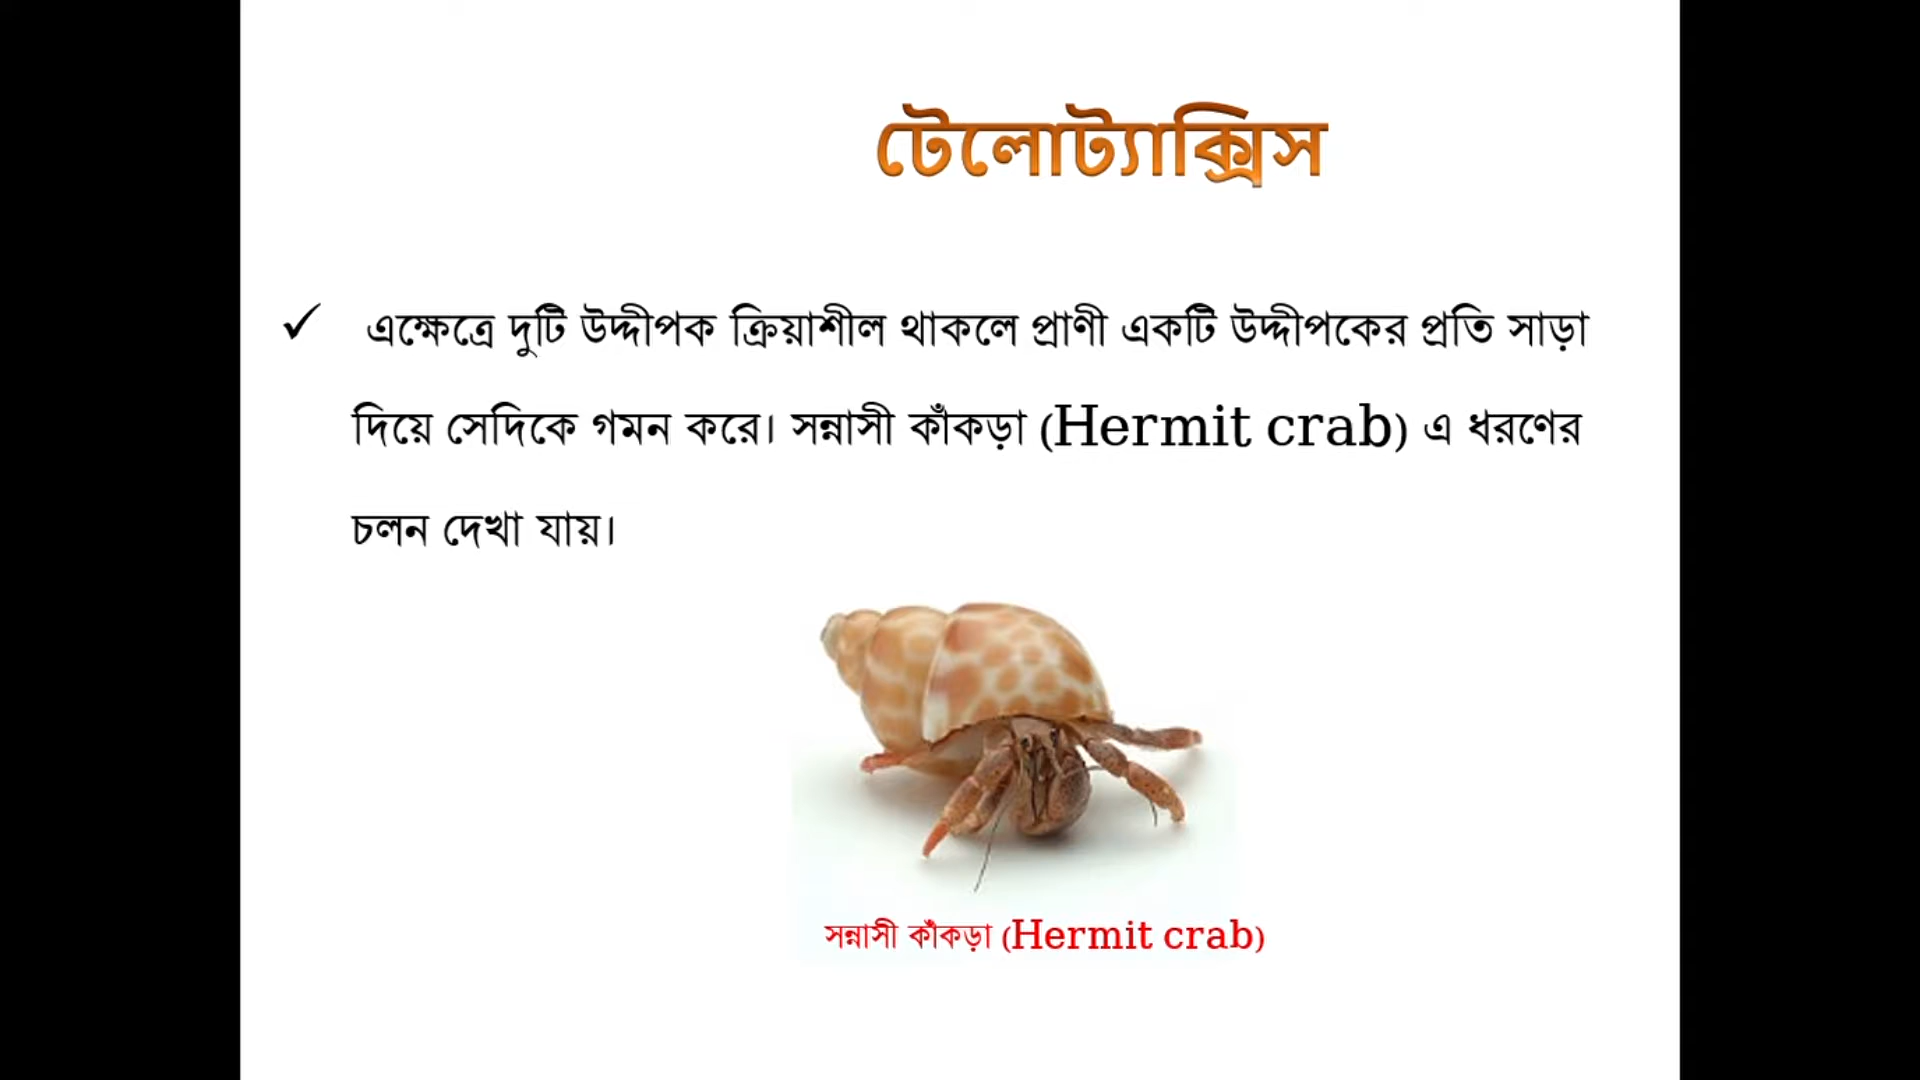 টেলোট্যাক্সিস
✓ এক্ষেত্রে দুটি উদ্দীপক ক্রিয়াশীল থাকলে প্রাণী একটি উদ্দীপকের প্রতি সাড়া
দিয়ে সেদিকে গমন করে। সন্নাসী কাঁকড়া (Hermit crab) এ ধরণের
চলন দেখা যায়।
সন্নাসী কাঁকড়া (Hermit crab)